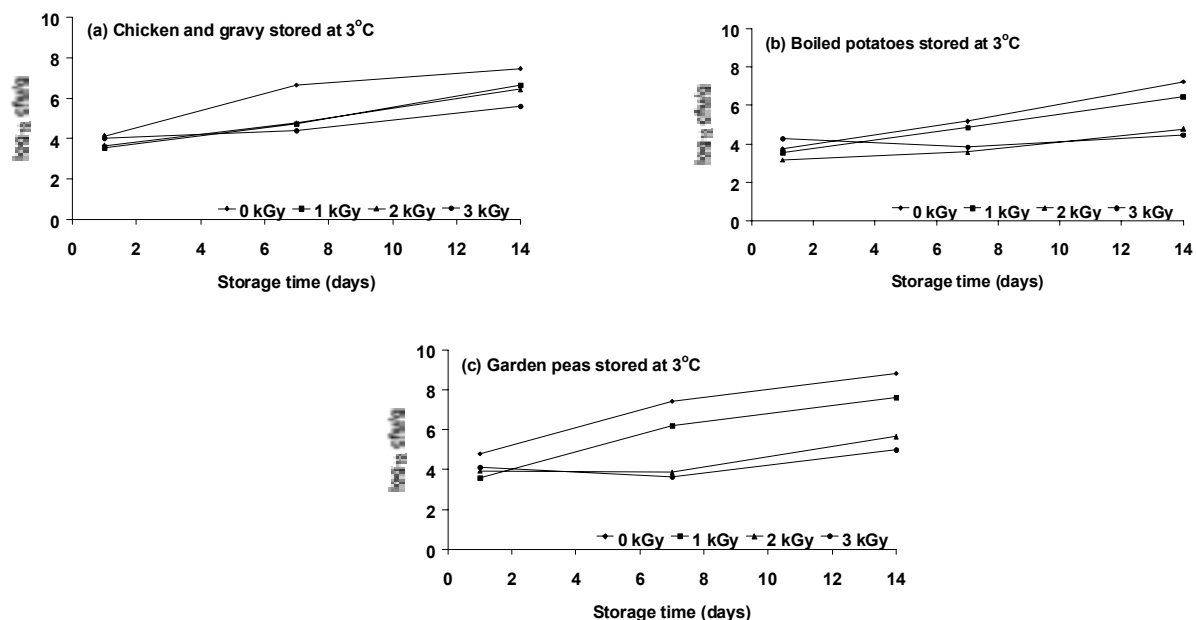 (a) Chicken and gravy stored at 3°C
10
8
6
4
2
0
0 kGy 1 kGy 2 kGy 3 kGy
0 2 4 6 8 10 12 14
Storage time (days)
(b) Boiled potatoes stored at 3°C
10
8
6
4
2
0
0 kGy 1 kGy 2 kGy 3 kGy
0 2 4 6 8 10 12 14
Storage time (days)
(c) Garden peas stored at 3°C
10
8
6
4
2
0
0 kGy 1 kGy 2 kGy 3 kGy
0 2 4 6 8 10 12 14
Storage time (days)